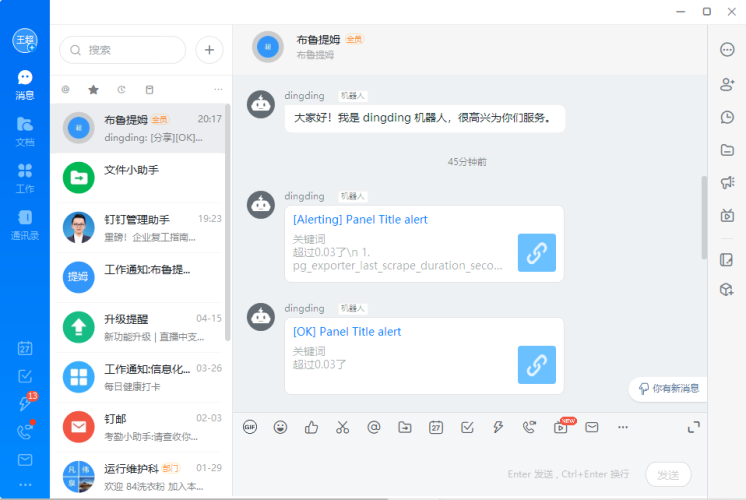 王超
消息
文档
工作
通讯录
27
13
搜索
布鲁提姆 全员 20:17
dingding: [分享][OK]...
文件小助手
钉钉管理助手 19:23
重磅！企业复工指南...
提姆
工作通知:布鲁提...
升级提醒 04-15
新功能升级 | 直播中支...
工作通知:信息化... 03-26
每日健康打卡
钉邮 02-03
考勤小助手:请查收你...
运行维护科 部门 01-29
欢迎 84洗衣粉 加入本...
超
布鲁提姆 全员
布鲁提姆
dingding 机器人
大家好！我是 dingding 机器人，很高兴为你们服务。
45分钟前
dingding 机器人
[Alerting] Panel Title alert
关键词
超过0.03了\n 1.
pg_exporter_last_scrape_duration_seco...
dingding 机器人
[OK] Panel Title alert
关键词
超过0.03了
你有新消息
GIF
27
NEW
Enter 发送 , Ctrl+Enter 换行
发送